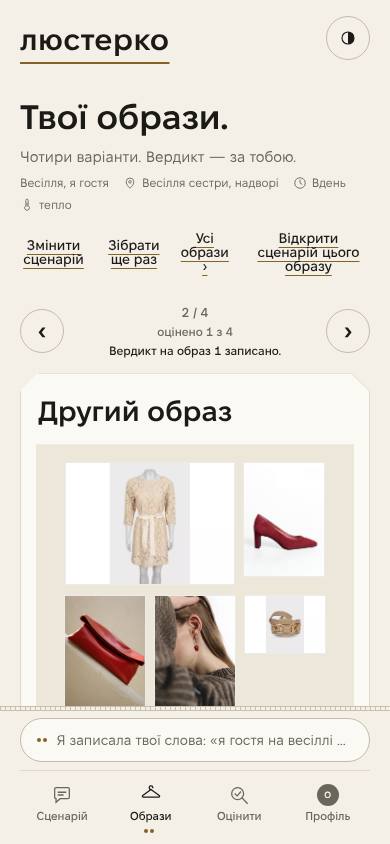 люстерко
Твої образи.
Чотири варіанти. Вердикт — за тобою.
Весілля, я гостя Весілля сестри, надворі Вдень
тепло
Змінити
сценарій
Зібрати
ще раз
Усі
образи
›
Відкрити
сценарій цього
образу
‹
2 / 4
оцінено 1 з 4
Вердикт на образ 1 записано.
›
Другий образ
Я записала твої слова: «я гостя на весіллі ...
Сценарій
Образи
Оцінити
О
Профіль